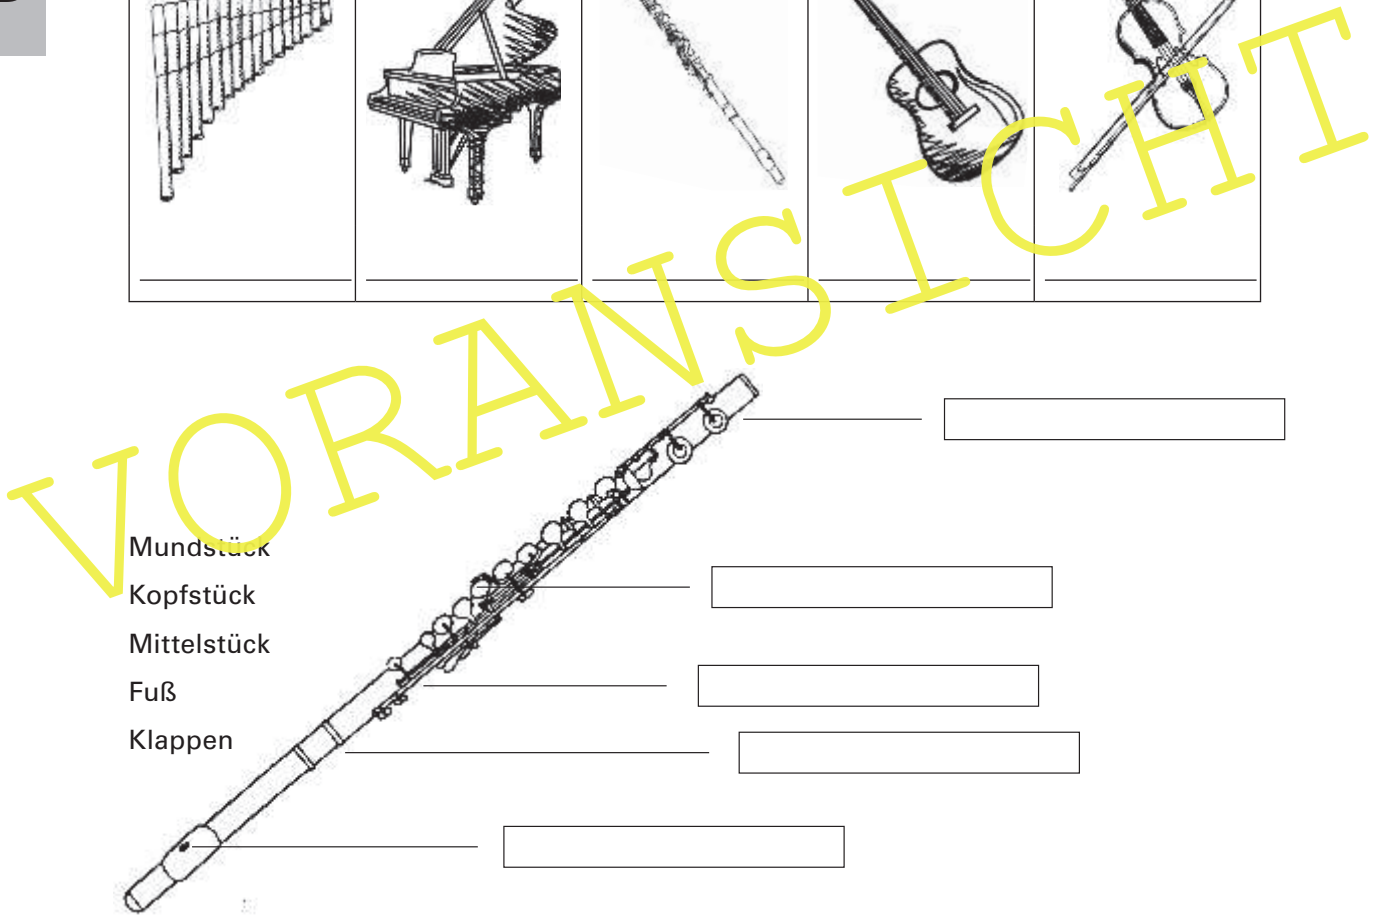 VORANSICHT
Mundstück
Kopfstück
Mittelstück
Fuß
Klappen